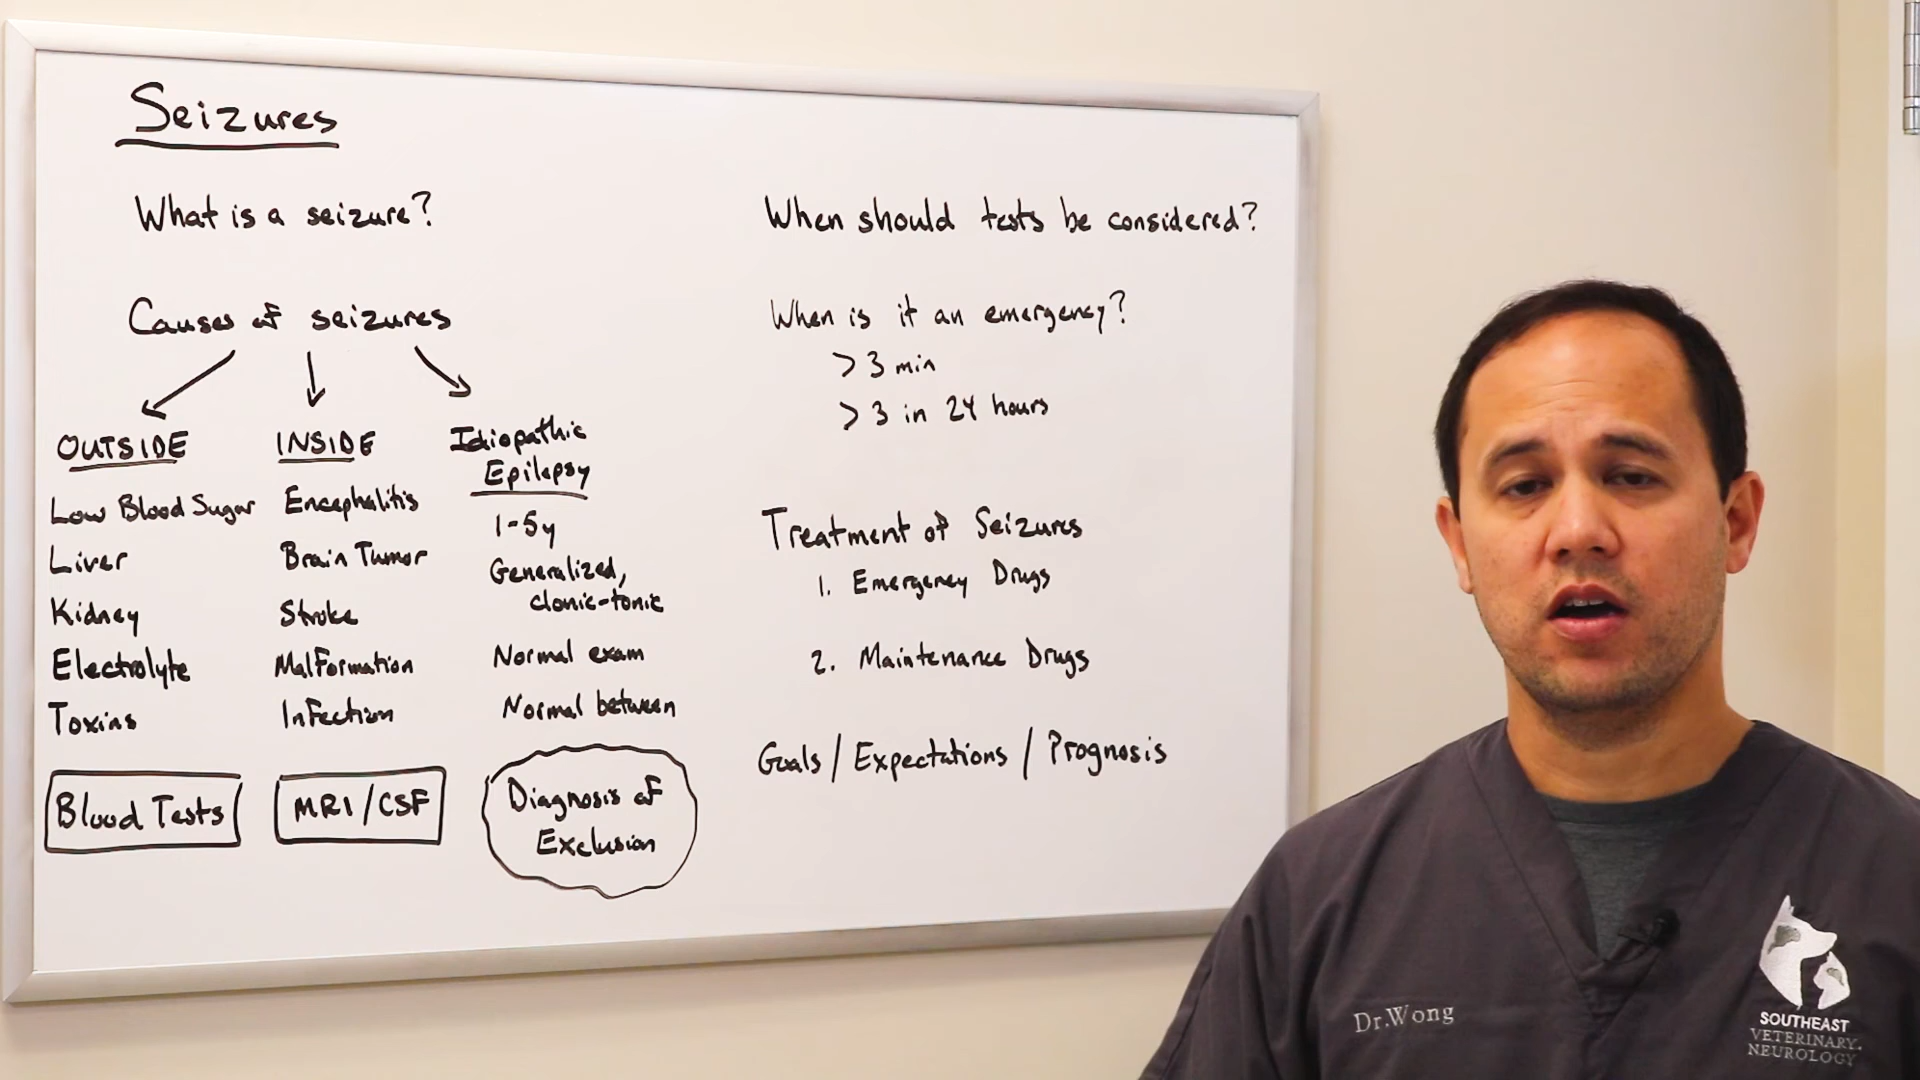 Seizures
What is a seizure?
Causes of seizures
OUTSIDE
Low Blood Sugar
Liver
Kidney
Electrolyte
Toxins
Blood Tests
INSIDE
Encephalitis
Brain Tumor
Stroke
Malformation
Infection
MRI/CSF
Idiopathic
Epilepsy
1-5y
Generalized,
clonic-tonic
Normal exam
Normal between
Diagnosis of
Exclusion
When should tests be considered?
When is it an emergency?
> 3 min
> 3 in 24 hours
Treatment of Seizures
1. Emergency Drugs
2. Maintenance Drugs
Goals / Expectations / Prognosis
Dr.Wong
SOUTHEAST
VETERINARY
NEUROLOGY